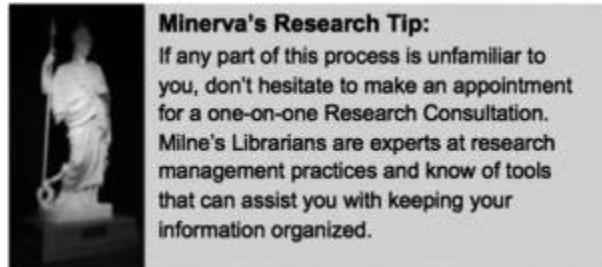 Minerva's Research Tip:
If any part of this process is unfamiliar to
you, don't hesitate to make an appointment
for a one-on-one Research Consultation.
Milne's Librarians are experts at research
management practices and know of tools
that can assist you with keeping your
information organized.